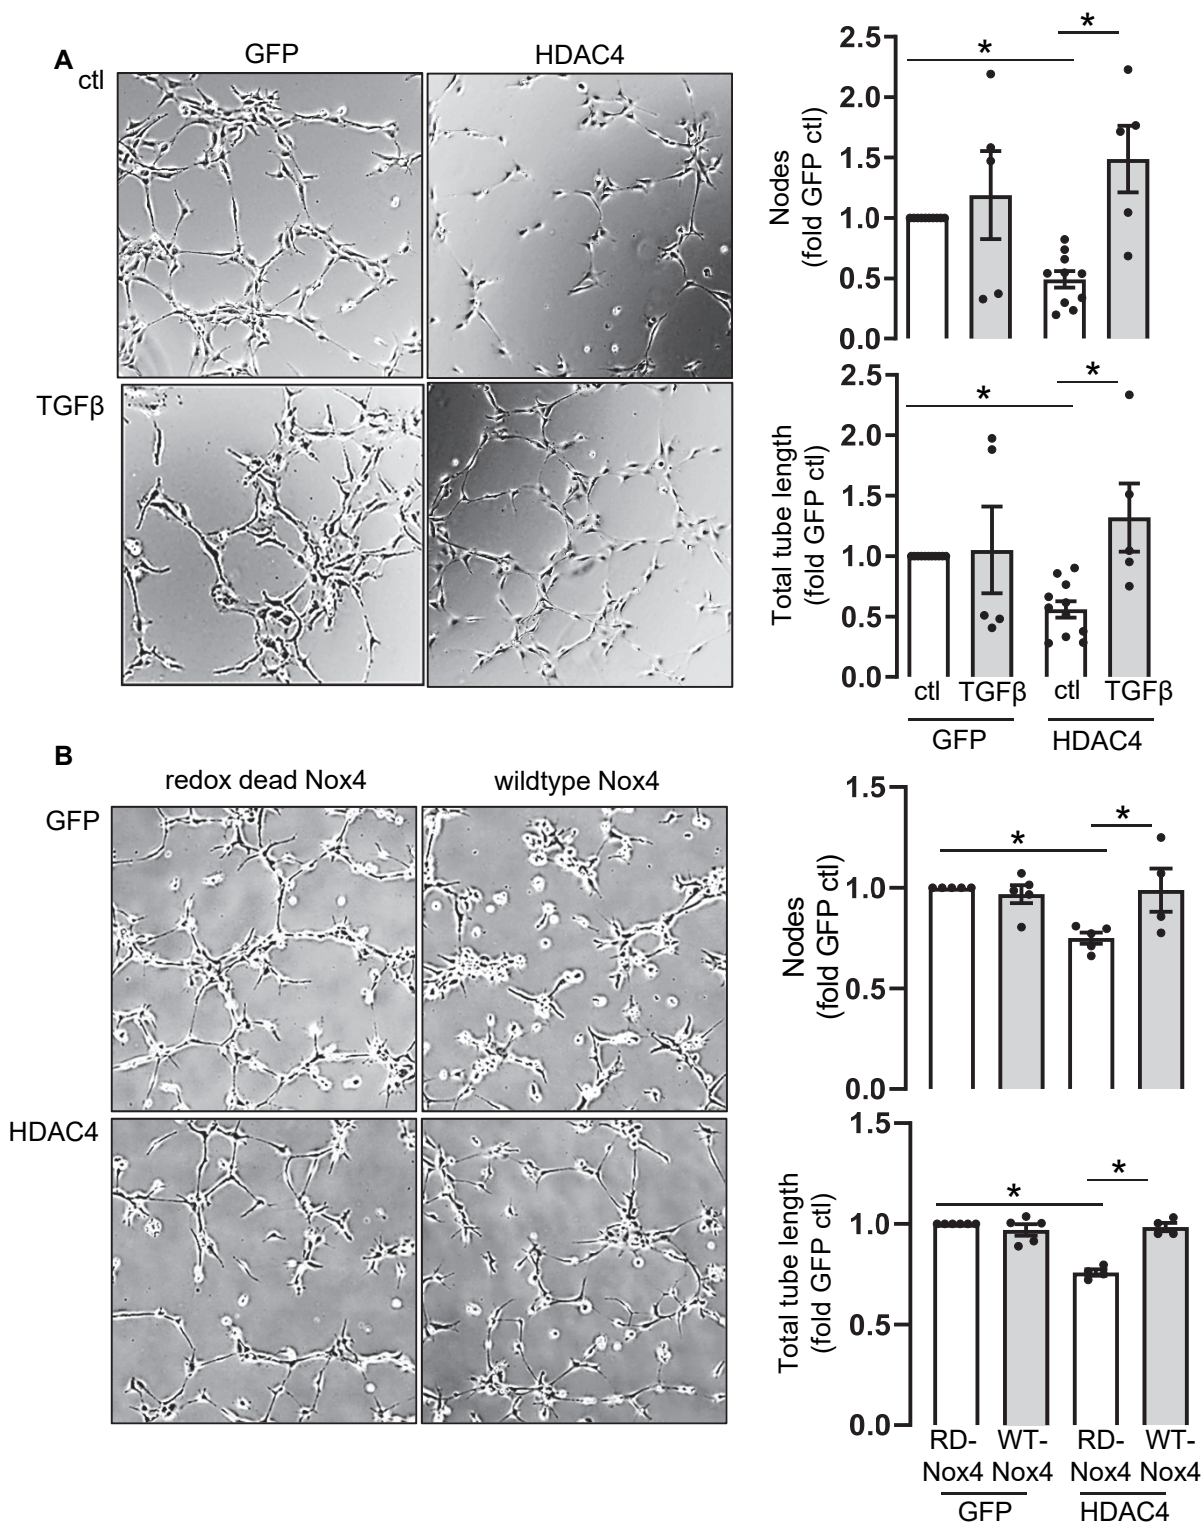 A
GFP
HDAC4
ctl
TGFβ
Nodes
(fold GFP ctl)
2.5
2.0
1.5
1.0
0.5
0.0
*
*
Total tube length
(fold GFP ctl)
2.5
2.0
1.5
1.0
0.5
0.0
*
*
ctl TGFβ ctl TGFβ
GFP HDAC4
B
redox dead Nox4
wildtype Nox4
GFP
HDAC4
Nodes
(fold GFP ctl)
1.5
1.0
0.5
0.0
*
*
Total tube length
(fold GFP ctl)
1.5
1.0
0.5
0.0
*
*
RD- WT- RD- WT-
Nox4 Nox4 Nox4 Nox4
GFP HDAC4